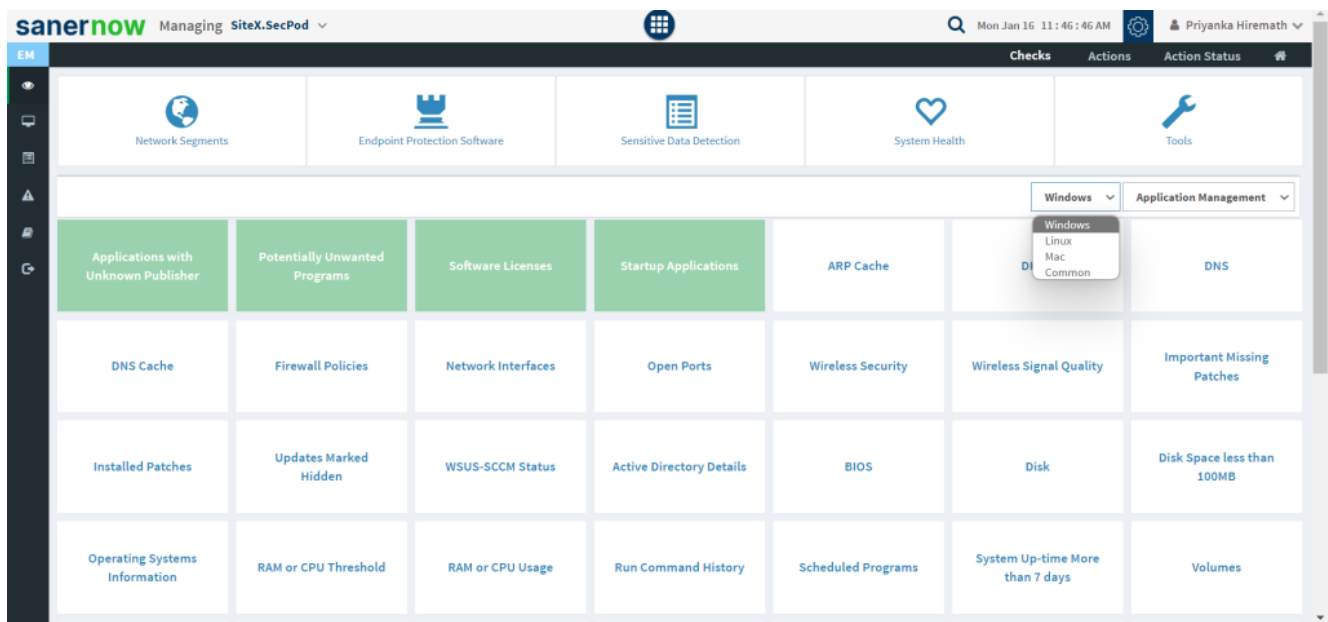 sanernow Managing SiteX.SecPod Mon Jan 16 11:46:46 AM Priyanka Hiremath
EM Checks Actions Action Status
Network Segments Endpoint Protection Software Sensitive Data Detection System Health Tools
Windows Application Management
Windows
Linux
Mac
Common
Applications with
Unknown Publisher
Potentially Unwanted
Programs
Software Licenses
Startup Applications
ARP Cache
DNS
DNS Cache
Firewall Policies
Network Interfaces
Open Ports
Wireless Security
Wireless Signal Quality
Important Missing
Patches
Installed Patches
Updates Marked
Hidden
WSUS-SCCM Status
Active Directory Details
BIOS
Disk
Disk Space less than
100MB
Operating Systems
Information
RAM or CPU Threshold
RAM or CPU Usage
Run Command History
Scheduled Programs
System Up-time More
than 7 days
Volumes